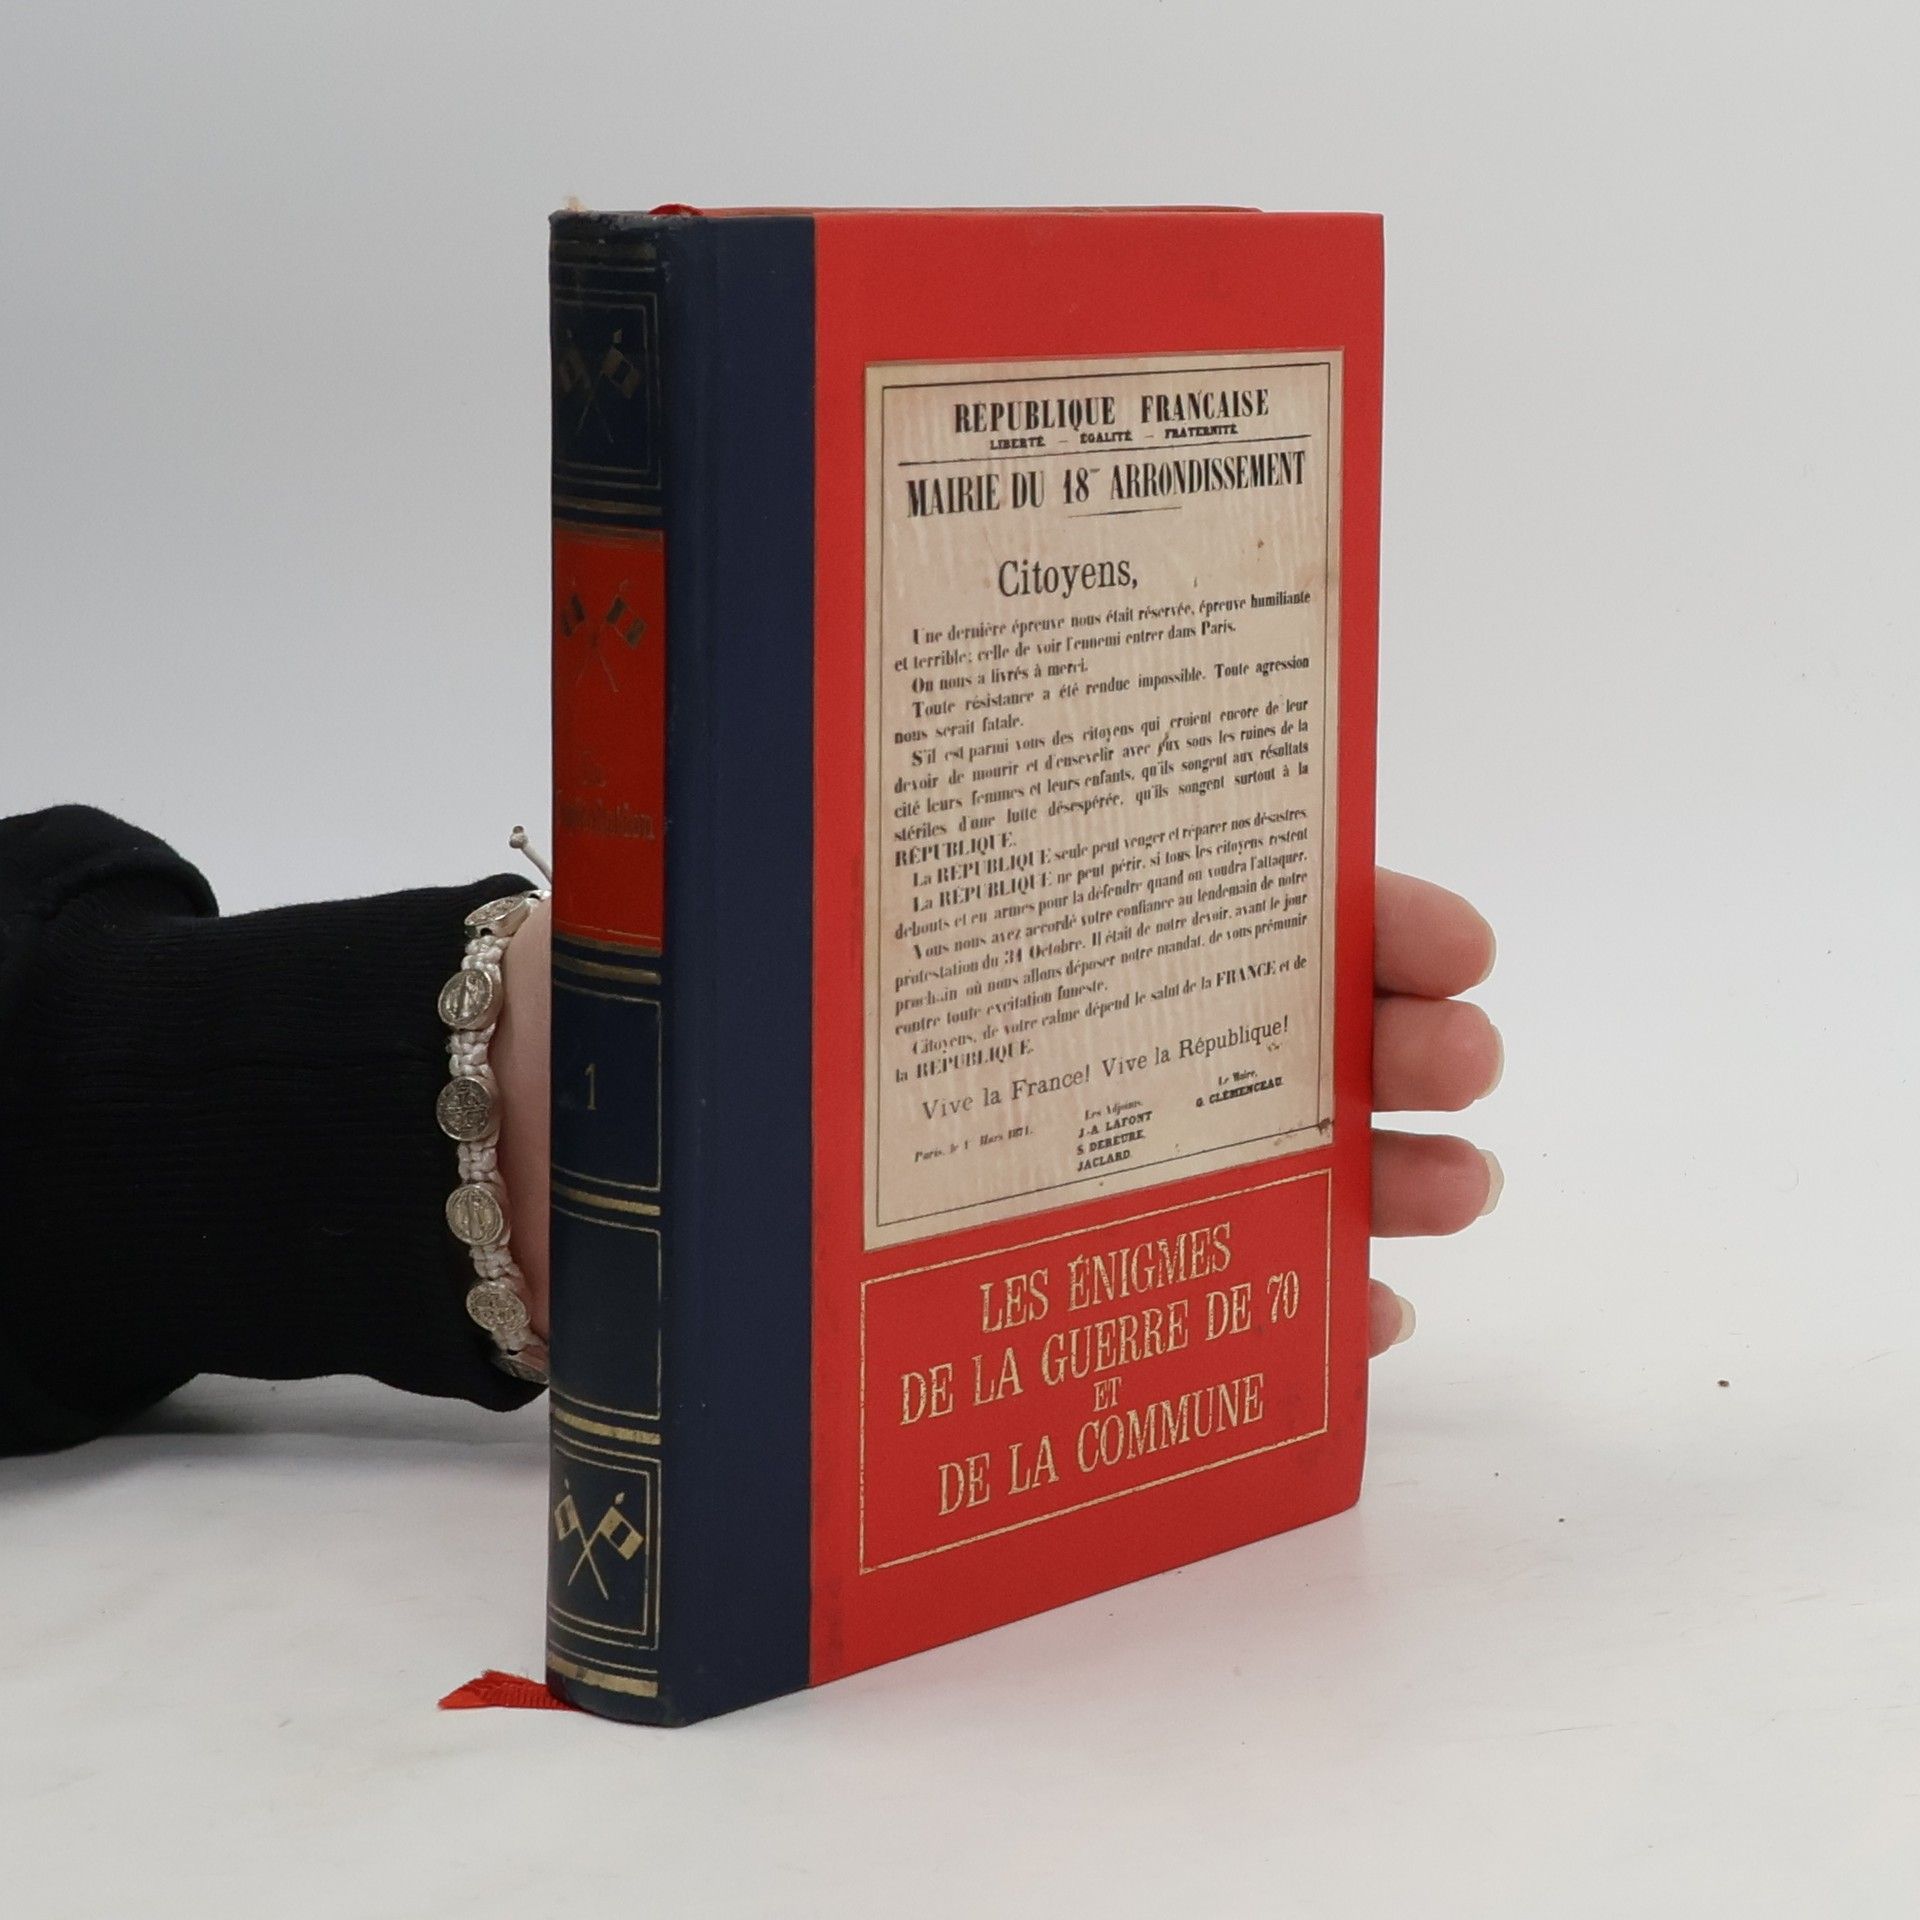 La
Capitulation
1
RÉPUBLIQUE FRANCAISE
LIBERTÉ – ÉGALITÉ – FRATERNITÉ
MAIRIE DU 18me ARRONDISSEMENT
Citoyens,
Une dernière épreuve nous était réservée, épreuve humiliante
et terrible: celle de voir l'ennemi entrer dans Paris.
On nous a livrés à merci.
Toute résistance a été rendue impossible. Toute agression
nous serait fatale.
S'il est parmi vous des citoyens qui croient encore de leur
devoir de mourir et d'ensevelir avec eux sous les ruines de la
cité leurs femmes et leurs enfants, qu'ils songent aux résultats
stériles d'une lutte désespérée, qu'ils songent surtout à la
RÉPUBLIQUE.
La RÉPUBLIQUE seule peut venger et réparer nos désastres.
La RÉPUBLIQUE ne peut périr, si tous les citoyens restent
debouts et en armes pour la défendre quand on voudra l'attaquer.
Vous nous avez accordé votre confiance au lendemain de notre
protestation du 31 Octobre. Il était de notre devoir, avant le jour
prochain où nous allons déposer notre mandat, de vous prémunir
contre toute excitation funeste.
Citoyens, de votre calme dépend le salut de la FRANCE et de
la RÉPUBLIQUE.
Vive la France! Vive la République!
Paris, le 1er Mars 1871.
Les Adjoints,
J.-A LAFONT
S. DEREURE,
JACLARD.
Le Maire,
G. CLÉMENCEAU.
LES ÉNIGMES
DE LA GUERRE DE 70
ET
DE LA COMMUNE